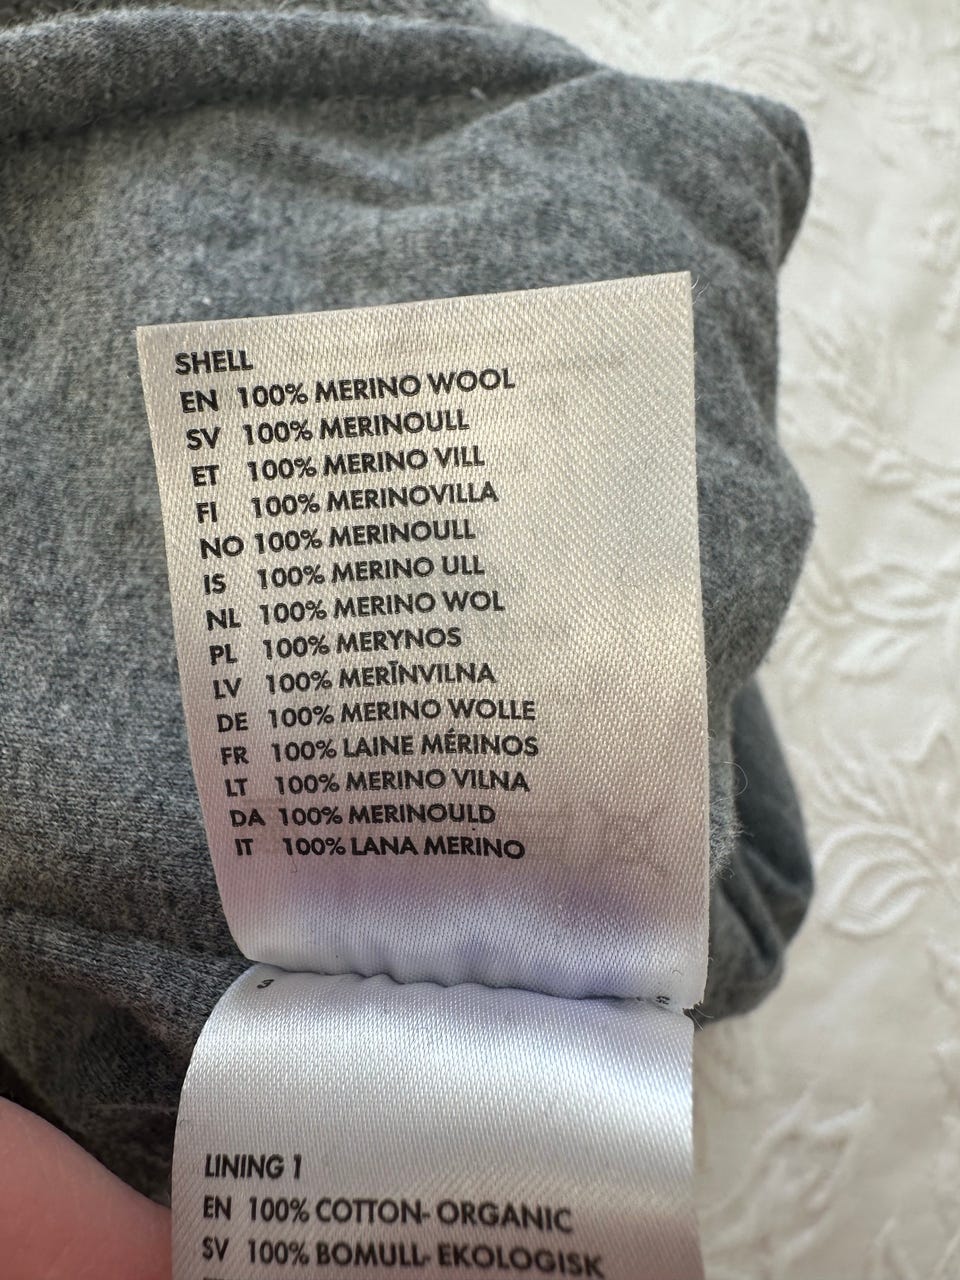 SHELL
EN 100% MERINO WOOL
SV 100% MERINOULL
ET 100% MERINO VILL
FI 100% MERINOVILLA
NO 100% MERINOULL
IS 100% MERINO ULL
NL 100% MERINO WOL
PL 100% MERYNOS
LV 100% MERĪNVILNA
DE 100% MERINO WOLLE
FR 100% LAINE MÉRINOS
LT 100% MERINO VILNA
DA 100% MERINOULD
IT 100% LANA MERINO
LINING 1
EN 100% COTTON- ORGANIC
SV 100% BOMULL- EKOLOGISK